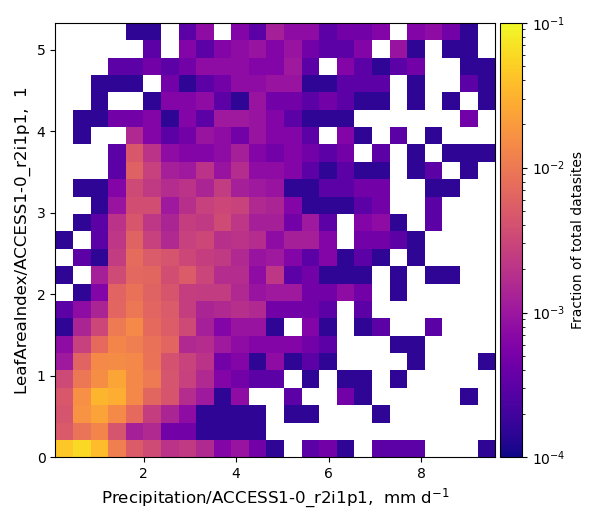 LeafAreaIndex/ACCESS1-0_r2i1p1, 1
5
4
3
2
1
0
2 4 6 8
Precipitation/ACCESS1-0_r2i1p1, mm d⁻¹
10⁻¹
10⁻²
10⁻³
10⁻⁴
Fraction of total datasites